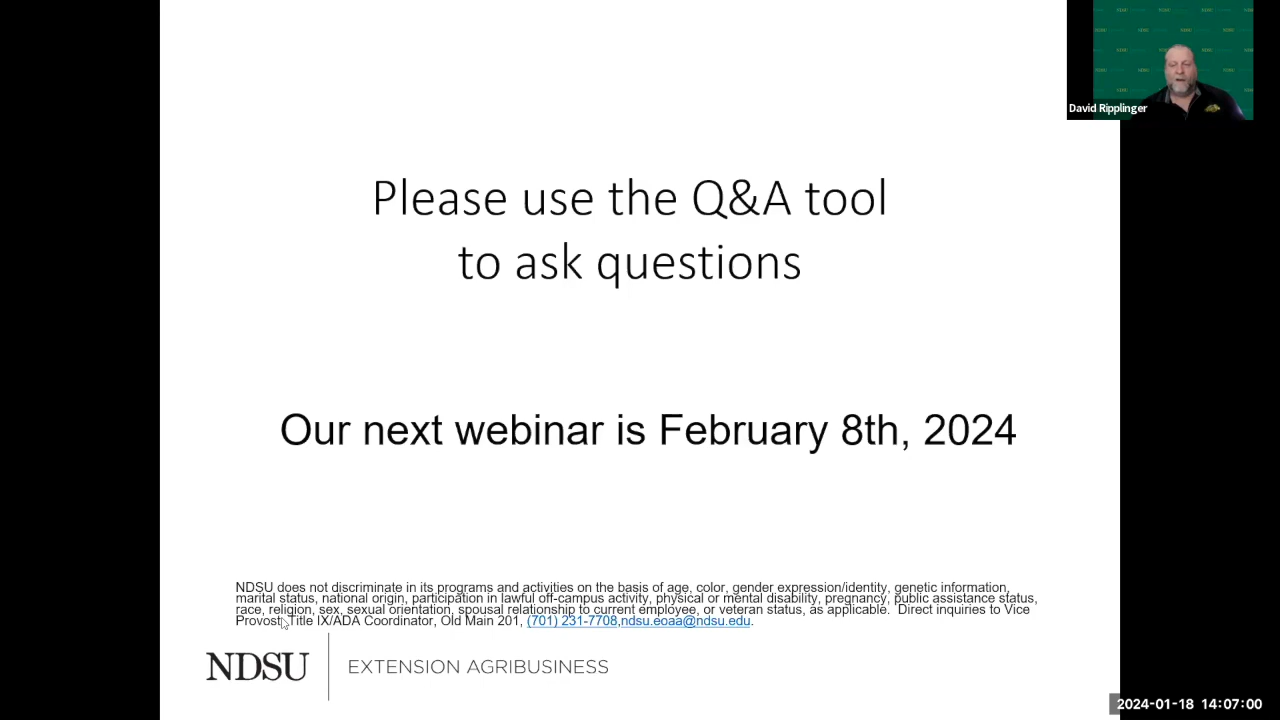 David Ripplinger
Please use the Q&A tool
to ask questions
Our next webinar is February 8th, 2024
NDSU does not discriminate in its programs and activities on the basis of age, color, gender expression/identity, genetic information,
marital status, national origin, participation in lawful off-campus activity, physical or mental disability, pregnancy, public assistance status,
race, religion, sex, sexual orientation, spousal relationship to current employee, or veteran status, as applicable.  Direct inquiries to Vice
Provost, Title IX/ADA Coordinator, Old Main 201, (701) 231-7708,ndsu.eoaa@ndsu.edu.
NDSU EXTENSION AGRIBUSINESS
2024-01-18 14:07:00